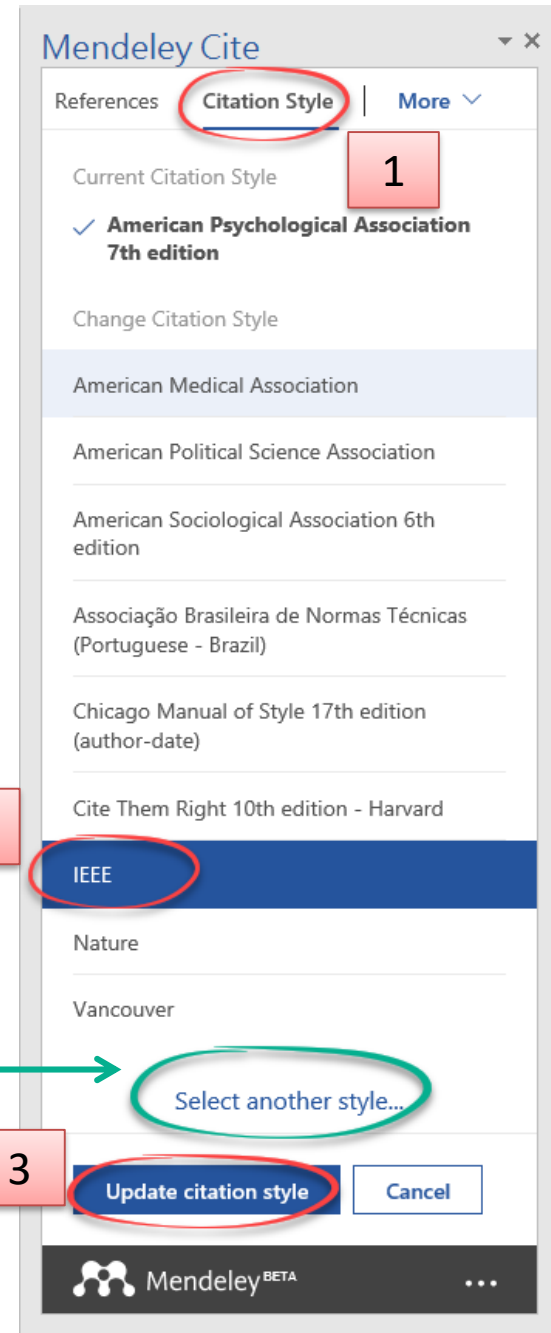 Mendeley Cite
References Citation Style More
1
Current Citation Style
American Psychological Association
7th edition
Change Citation Style
American Medical Association
American Political Science Association
American Sociological Association 6th
edition
Associação Brasileira de Normas Técnicas
(Portuguese - Brazil)
Chicago Manual of Style 17th edition
(author-date)
Cite Them Right 10th edition - Harvard
IEEE
Nature
Vancouver
Select another style...
3
Update citation style Cancel
Mendeley BETA